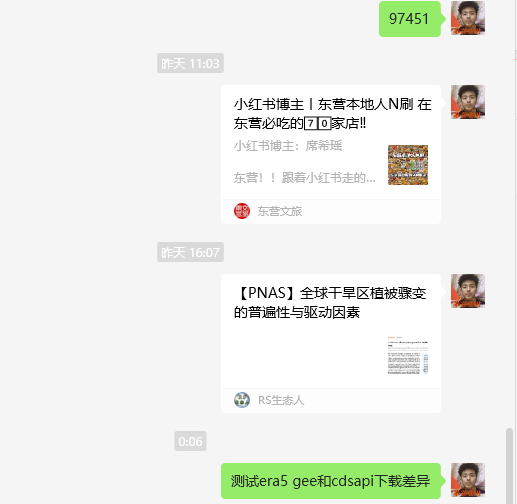 97451
昨天 11:03
小红书博主丨东营本地人N刷 在
东营必吃的7️⃣0️⃣家店‼️
小红书博主：席希瑶
东营！！跟着小红书走的...
东营文旅
昨天 16:07
【PNAS】全球干旱区植被骤变
的普遍性与驱动因素
RS生态人
0:06
测试era5 gee和cdsapi下载差异